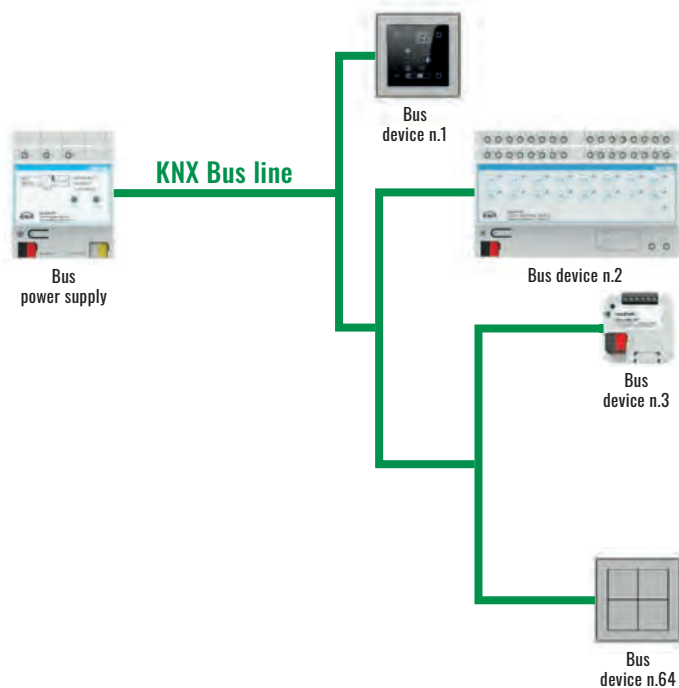 Bus
device n.1
KNX Bus line
Bus
power supply
Bus device n.2
Bus
device n.3
Bus
device n.64